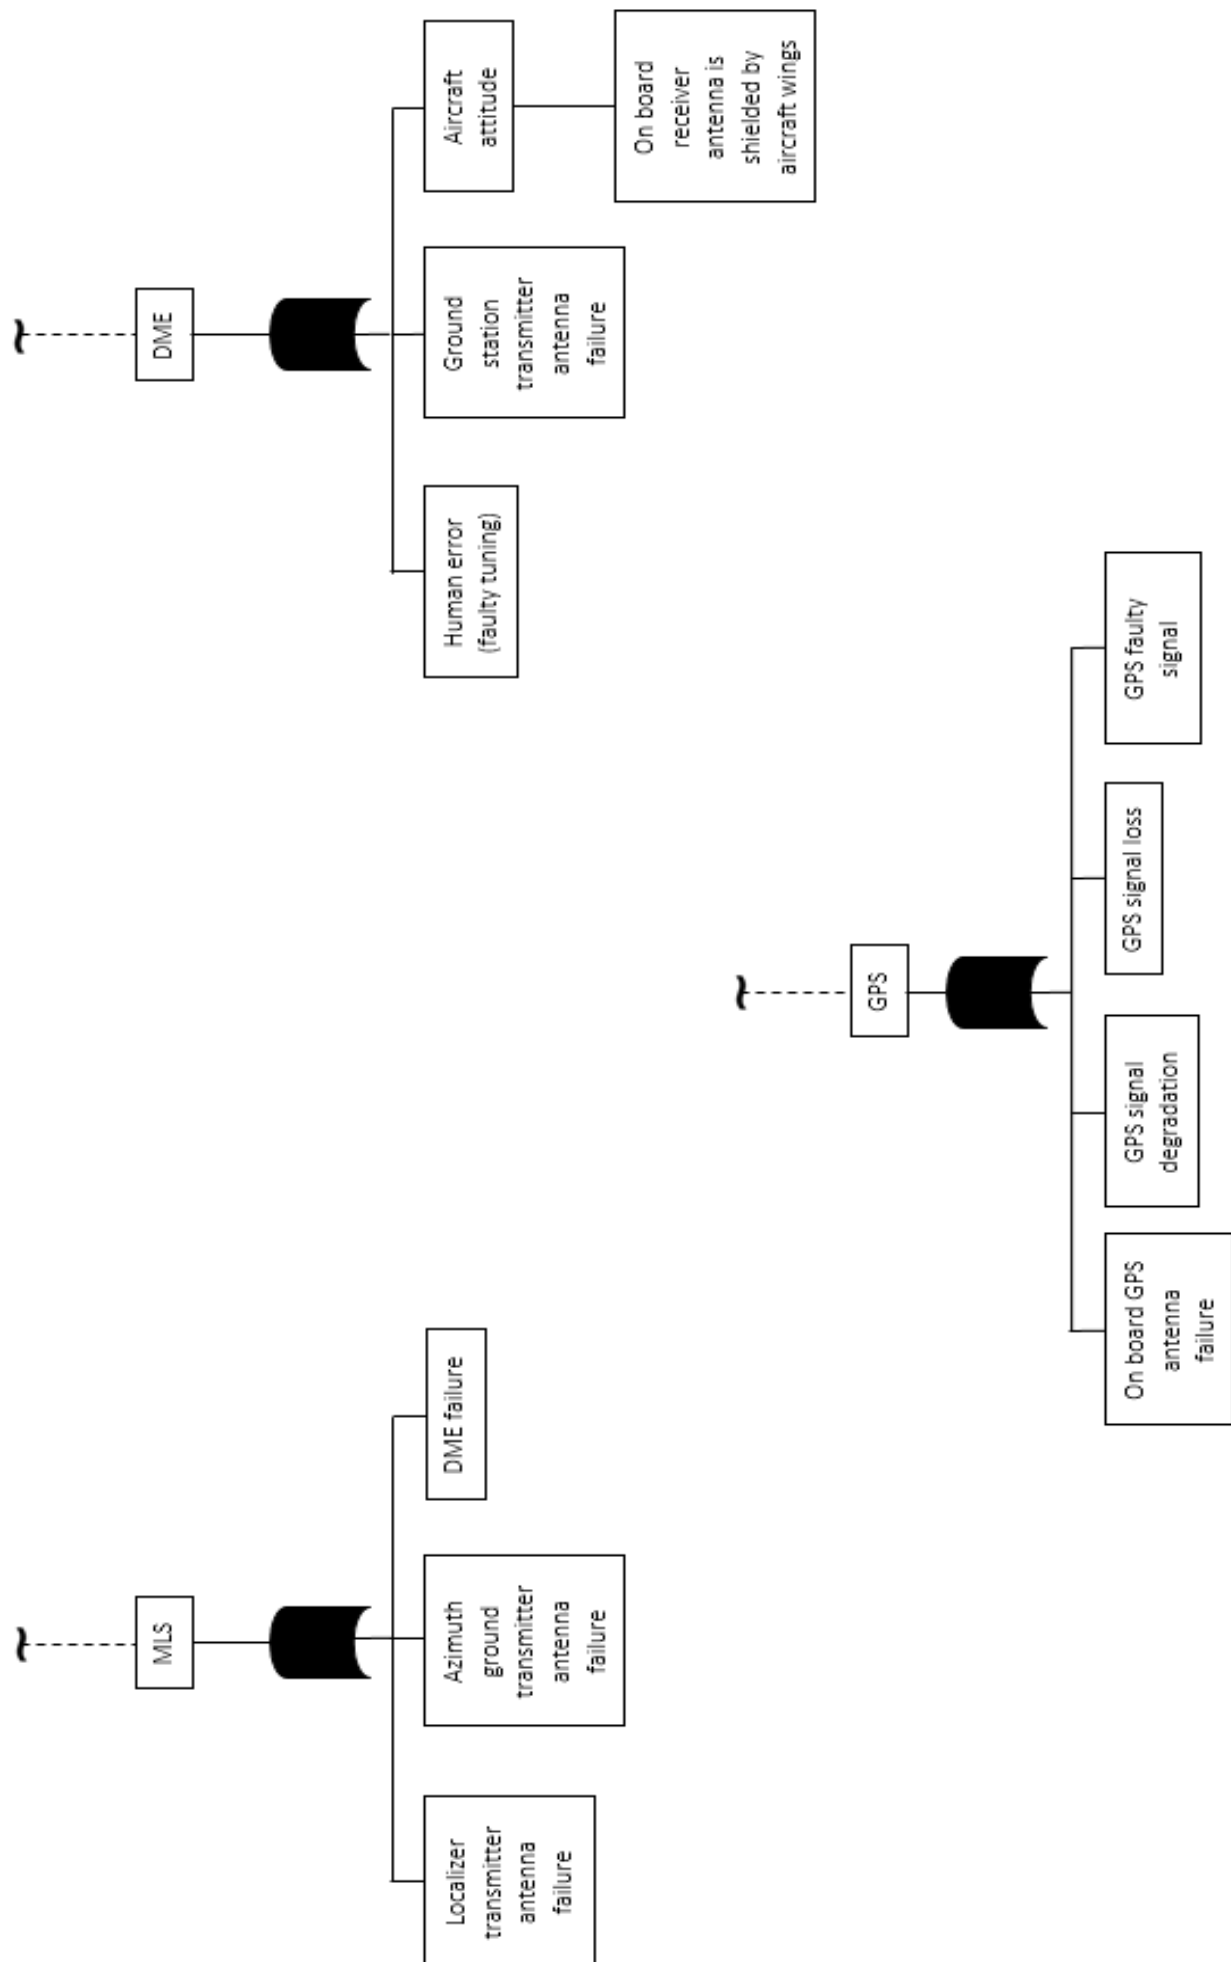 MLS
Localizer
transmitter
antenna
failure
Azimuth
ground
transmitter
antenna
failure
DME failure
DME
Human error
(faulty tuning)
Ground
station
transmitter
antenna
failure
Aircraft
attitude
On board
receiver
antenna is
shielded by
aircraft wings
GPS
On board GPS
antenna
failure
GPS signal
degradation
GPS signal loss
GPS faulty
signal